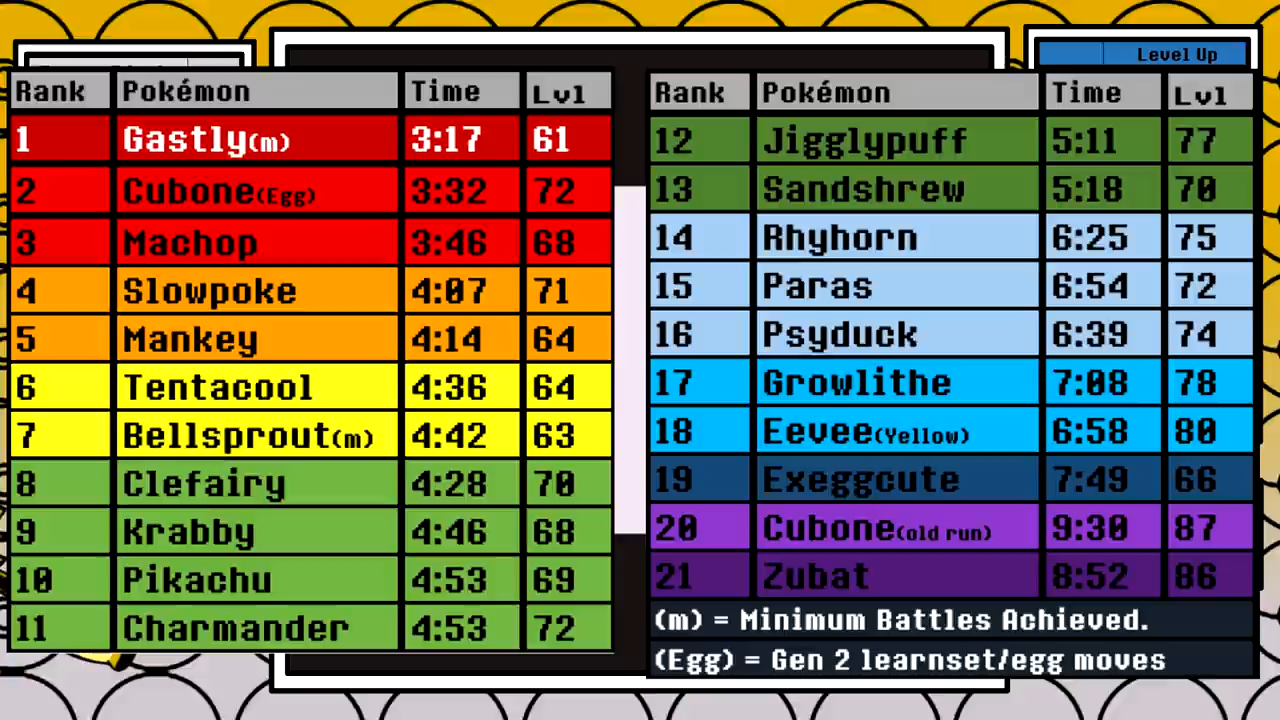 Level Up
Rank Pokémon Time Lvl
1 Gastly(m) 3:17 61
2 Cubone(Egg) 3:32 72
3 Machop 3:46 68
4 Slowpoke 4:07 71
5 Mankey 4:14 64
6 Tentacool 4:36 64
7 Bellsprout(m) 4:42 63
8 Clefairy 4:28 70
9 Krabby 4:46 68
10 Pikachu 4:53 69
11 Charmander 4:53 72
Rank Pokémon Time Lvl
12 Jigglypuff 5:11 77
13 Sandshrew 5:18 70
14 Rhyhorn 6:25 75
15 Paras 6:54 72
16 Psyduck 6:39 74
17 Growlithe 7:08 78
18 Eevee(Yellow) 6:58 80
19 Exeggcute 7:49 66
20 Cubone(old run) 9:30 87
21 Zubat 8:52 86
(m) = Minimum Battles Achieved.
(Egg) = Gen 2 learnset/egg moves